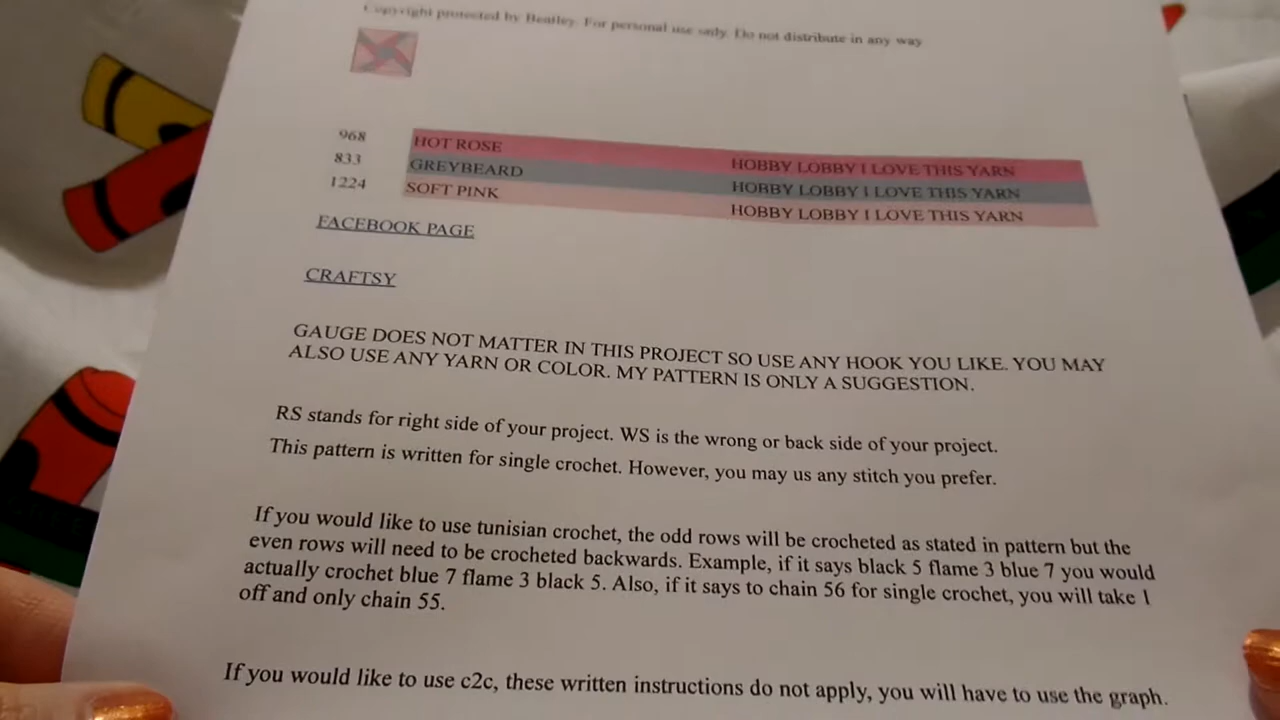 Copyright protected by Beatley. For personal use only. Do not distribute in any way
968 HOT ROSE HOBBY LOBBY I LOVE THIS YARN
833 GREYBEARD HOBBY LOBBY I LOVE THIS YARN
1224 SOFT PINK HOBBY LOBBY I LOVE THIS YARN
FACEBOOK PAGE
CRAFTSY
GAUGE DOES NOT MATTER IN THIS PROJECT SO USE ANY HOOK YOU LIKE. YOU MAY
ALSO USE ANY YARN OR COLOR. MY PATTERN IS ONLY A SUGGESTION.
RS stands for right side of your project. WS is the wrong or back side of your project.
This pattern is written for single crochet. However, you may us any stitch you prefer.
If you would like to use tunisian crochet, the odd rows will be crocheted as stated in pattern but the
even rows will need to be crocheted backwards. Example, if it says black 5 flame 3 blue 7 you would
actually crochet blue 7 flame 3 black 5. Also, if it says to chain 56 for single crochet, you will take 1
off and only chain 55.
If you would like to use c2c, these written instructions do not apply, you will have to use the graph.